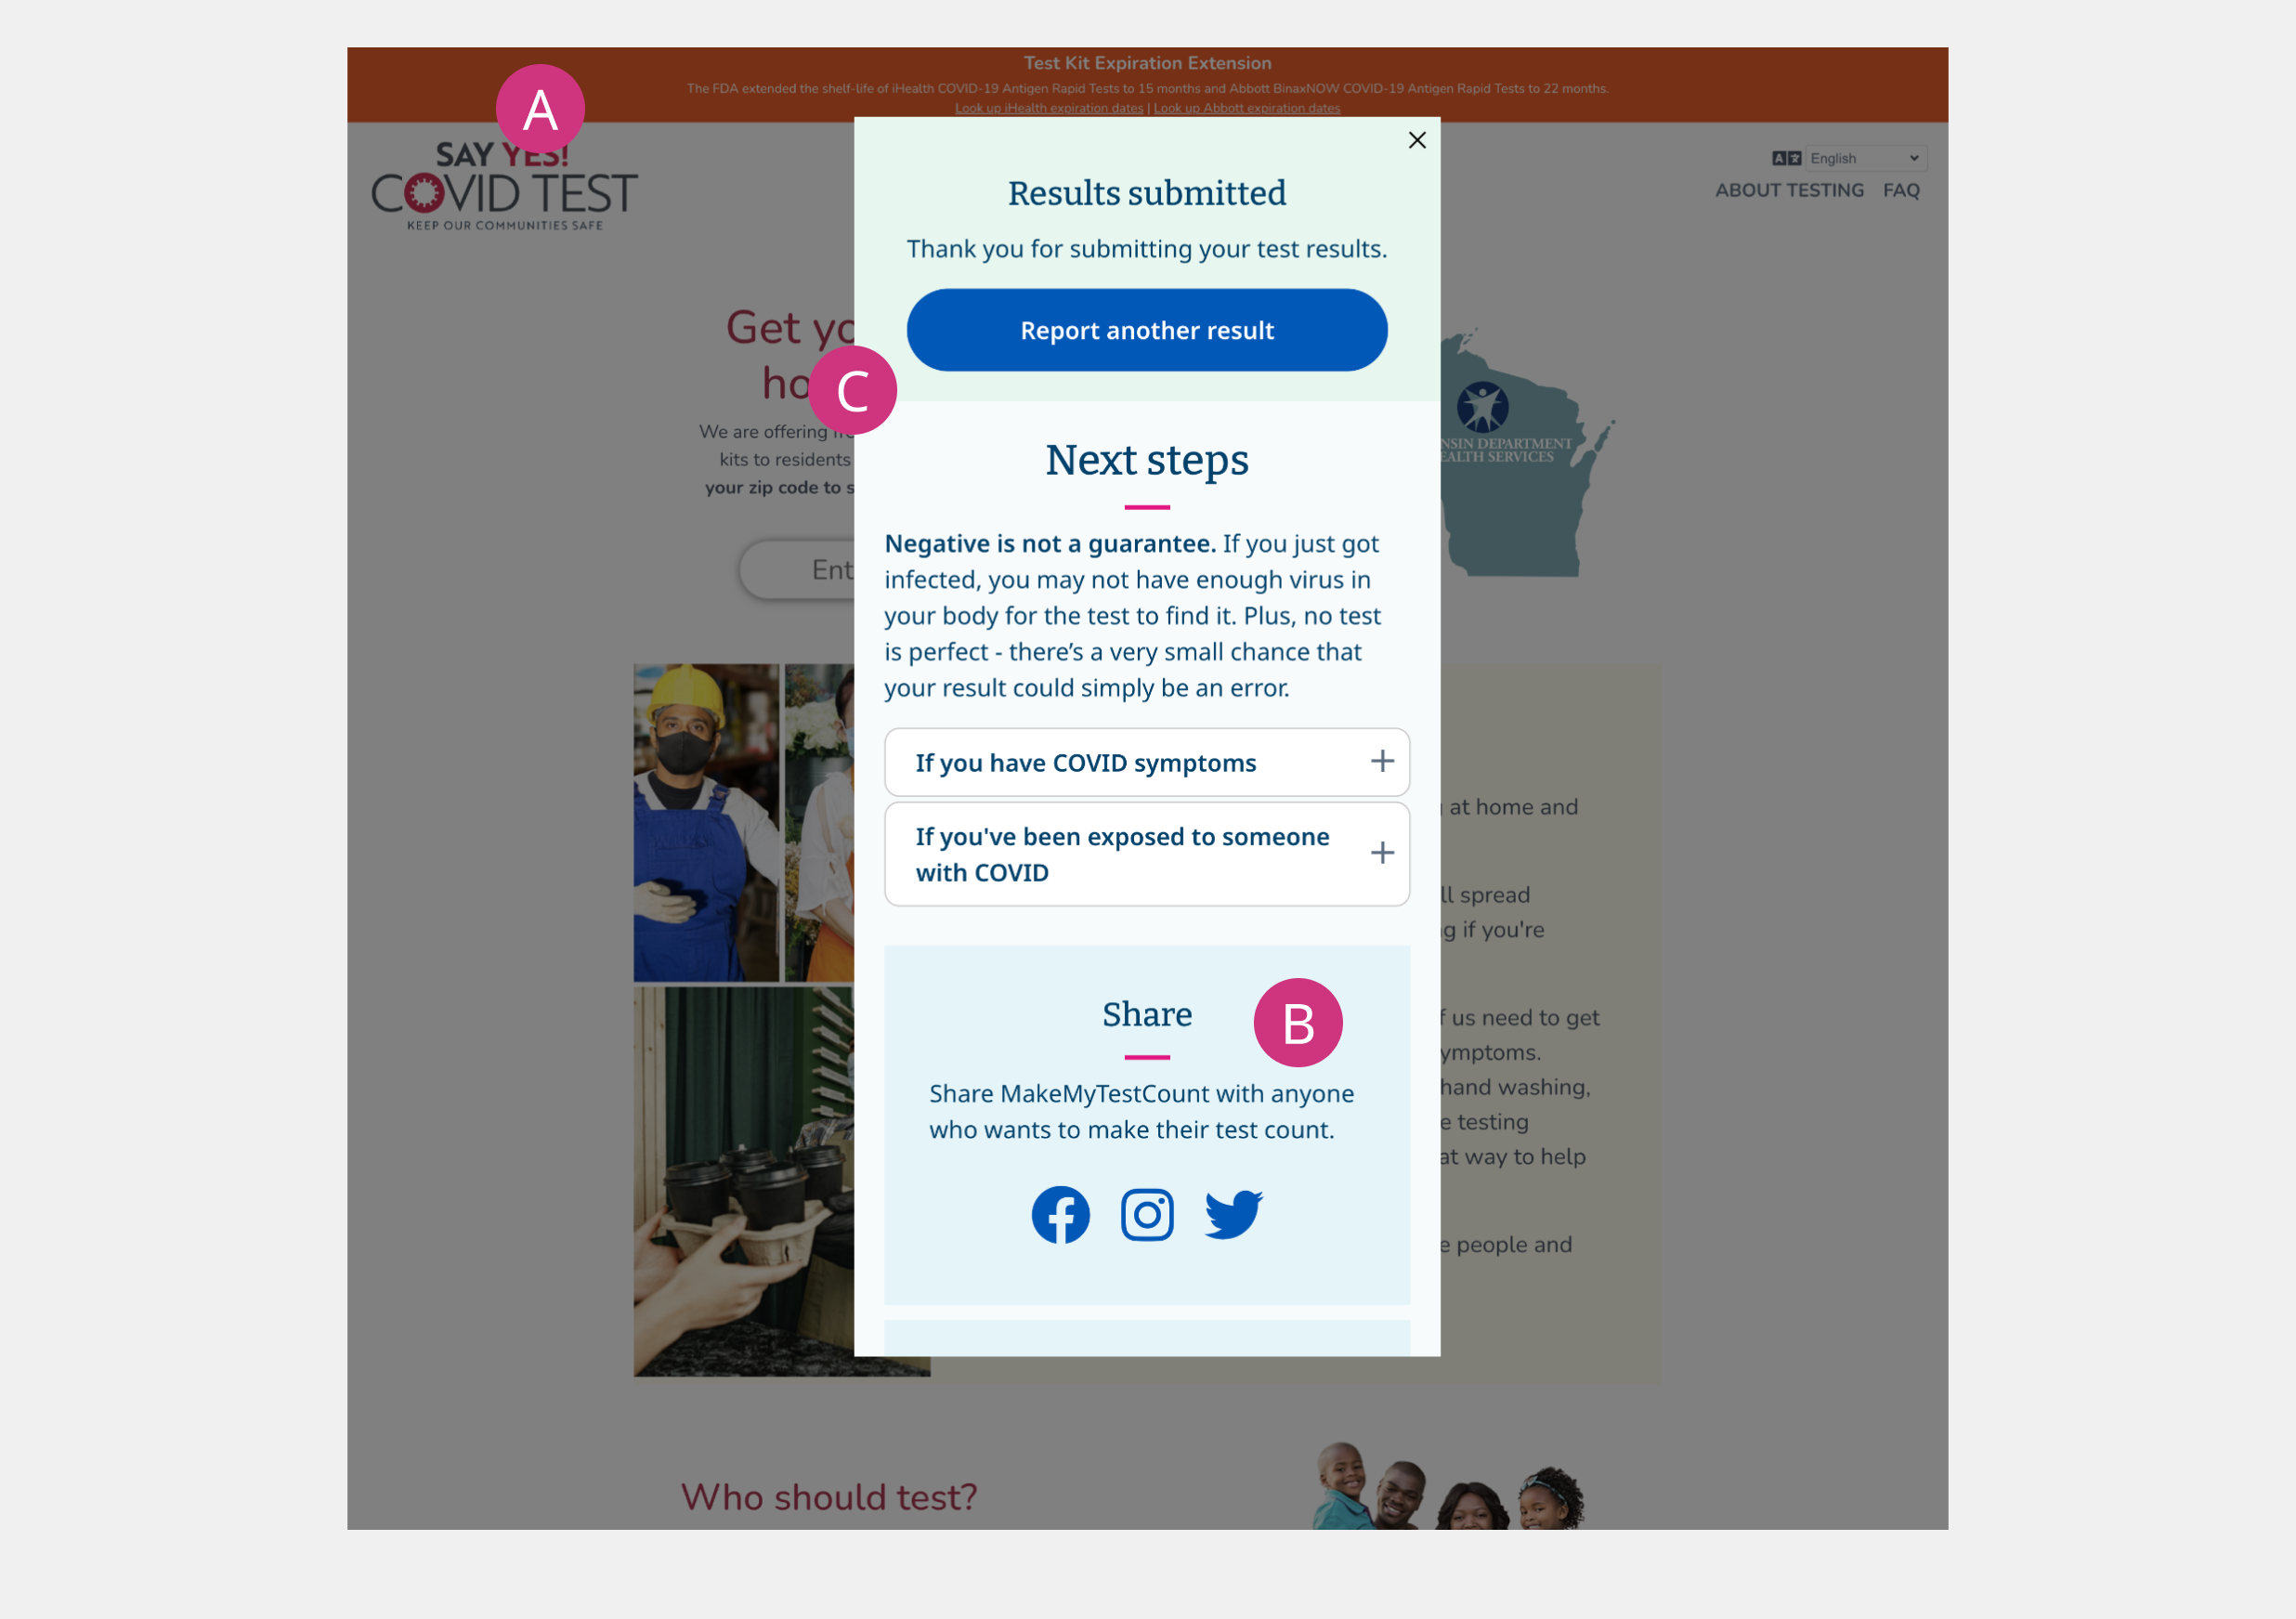 Test Kit Expiration Extension
The FDA extended the shelf-life of iHealth COVID-19 Antigen Rapid Tests to 15 months and Abbott BinaxNOW COVID-19 Antigen Rapid Tests to 22 months.
Look up iHealth expiration dates | Look up Abbott expiration dates
A
SAY YES!
COVID TEST
KEEP OUR COMMUNITIES SAFE
English
ABOUT TESTING FAQ
Results submitted
Thank you for submitting your test results.
Report another result
Get yo
ho
C
We are offering
kits to residents
your zip code to s
Ent
NSIN DEPARTMENT
EALTH SERVICES
Next steps
Negative is not a guarantee. If you just got
infected, you may not have enough virus in
your body for the test to find it. Plus, no test
is perfect - there’s a very small chance that
your result could simply be an error.
If you have COVID symptoms
If you've been exposed to someone
with COVID
Share
B
Share MakeMyTestCount with anyone
who wants to make their test count.
at home and
ll spread
g if you're
f us need to get
ymptoms.
hand washing,
e testing
at way to help
e people and
Who should test?